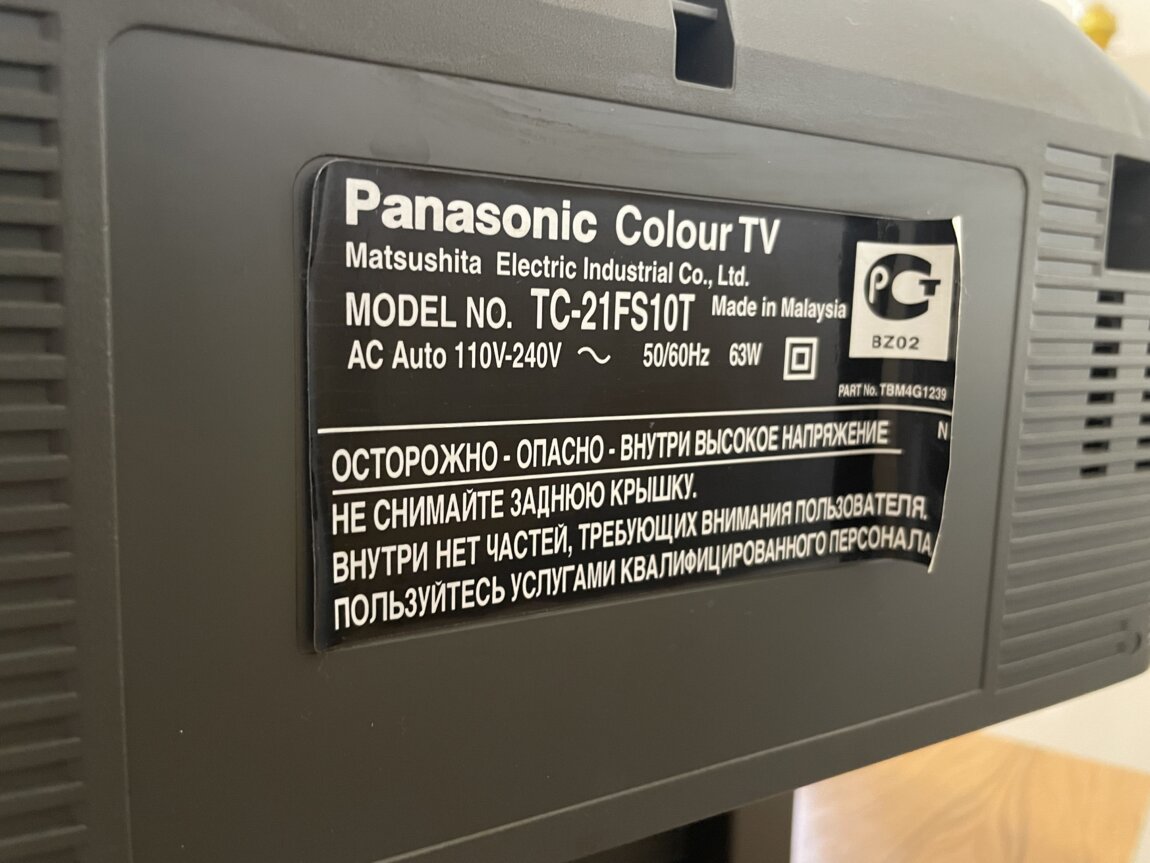 Panasonic Colour TV
Matsushita Electric Industrial Co., Ltd.
MODEL NO. TC-21FS10T Made in Malaysia
AC Auto 110V-240V ~ 50/60Hz 63W
РСТ
BZ02
PART No. TBM4G1239
N
ОСТОРОЖНО - ОПАСНО - ВНУТРИ ВЫСОКОЕ НАПРЯЖЕНИЕ
НЕ СНИМАЙТЕ ЗАДНЮЮ КРЫШКУ.
ВНУТРИ НЕТ ЧАСТЕЙ, ТРЕБУЮЩИХ ВНИМАНИЯ ПОЛЬЗОВАТЕЛЯ.
ПОЛЬЗУЙТЕСЬ УСЛУГАМИ КВАЛИФИЦИРОВАННОГО ПЕРСОНАЛА